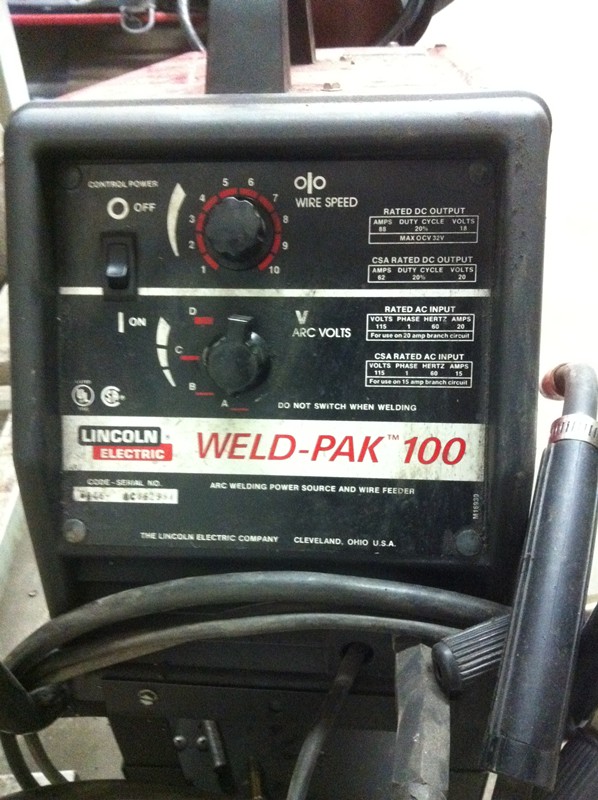 CONTROL POWER
OFF
ON
1 2 3 4 5 6 7 8 9 10
WIRE SPEED
RATED DC OUTPUT
AMPS DUTY CYCLE VOLTS
88 20% 18
MAX OCV 32V
CSA RATED DC OUTPUT
AMPS DUTY CYCLE VOLTS
62 20% 20
D
C
B
A
V
ARC VOLTS
RATED AC INPUT
VOLTS PHASE HERTZ AMPS
115 1 60 20
For use on 20 amp branch circuit
CSA RATED AC INPUT
VOLTS PHASE HERTZ AMPS
115 1 60 15
For use on 15 amp branch circuit
DO NOT SWITCH WHEN WELDING
UL
LINCOLN ®
ELECTRIC
WELD-PAK™ 100
CODE - SERIAL NO.
ARC WELDING POWER SOURCE AND WIRE FEEDER
THE LINCOLN ELECTRIC COMPANY CLEVELAND, OHIO U.S.A.